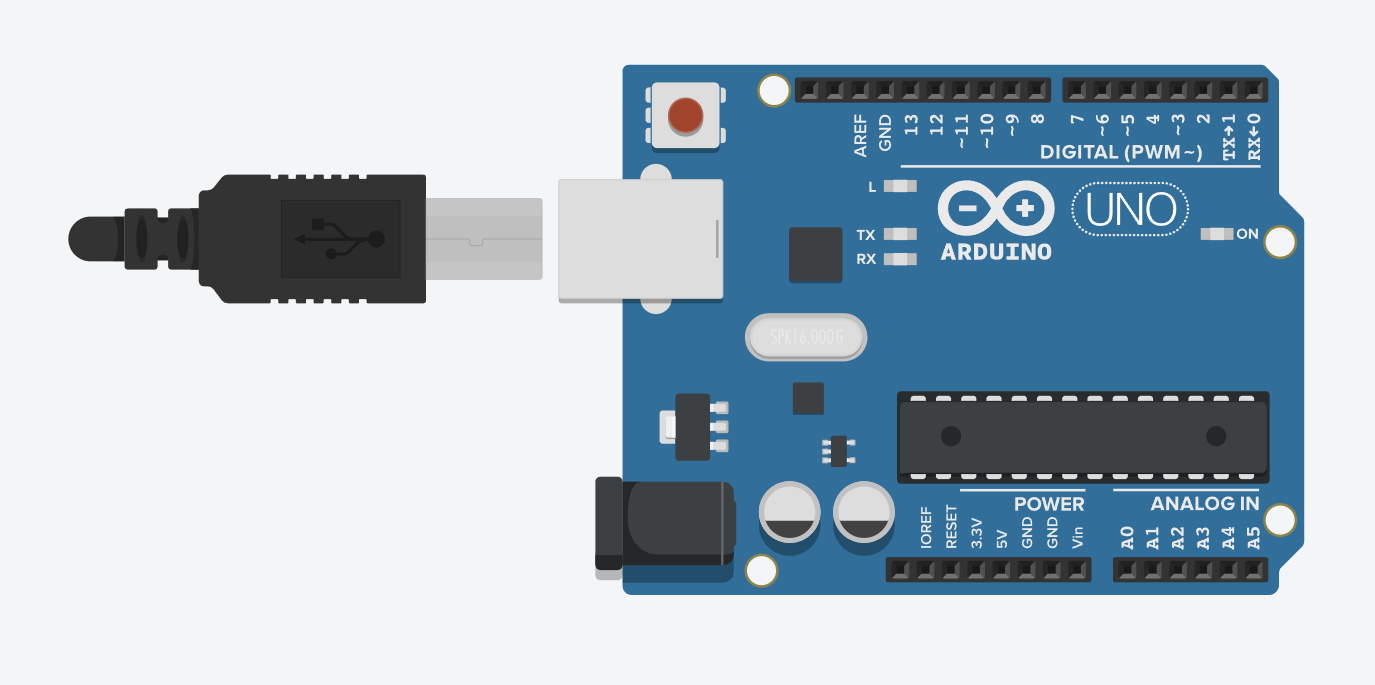 AREF
GND
13
12
~11
~10
~9
8
7
~6
~5
4
~3
2
TX→1
RX←0
DIGITAL (PWM~)
L
TX
RX
ARDUINO
UNO
ON
SPK16.000G
POWER
ANALOG IN
IOREF
RESET
3.3V
5V
GND
GND
Vin
A0
A1
A2
A3
A4
A5